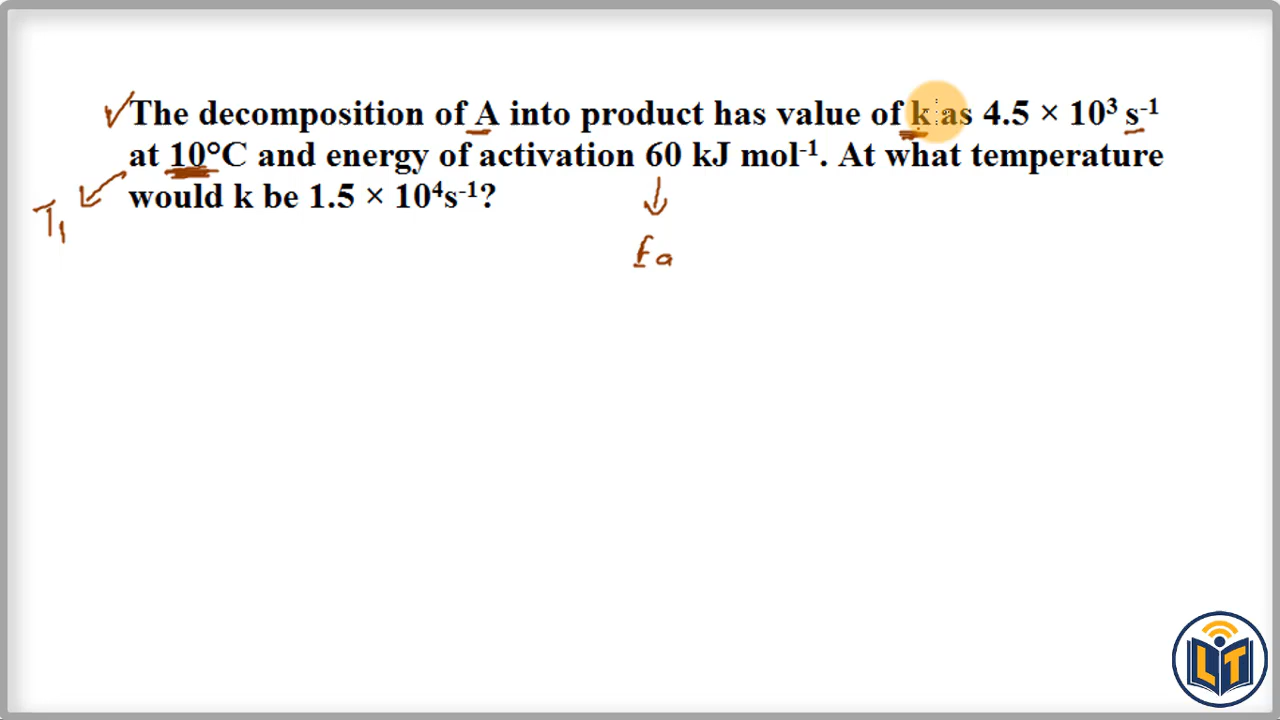 The decomposition of A into product has value of k as 4.5 × 10³ s⁻¹
at 10°C and energy of activation 60 kJ mol⁻¹. At what temperature
would k be 1.5 × 10⁴s⁻¹?
T₁
Ea
LT